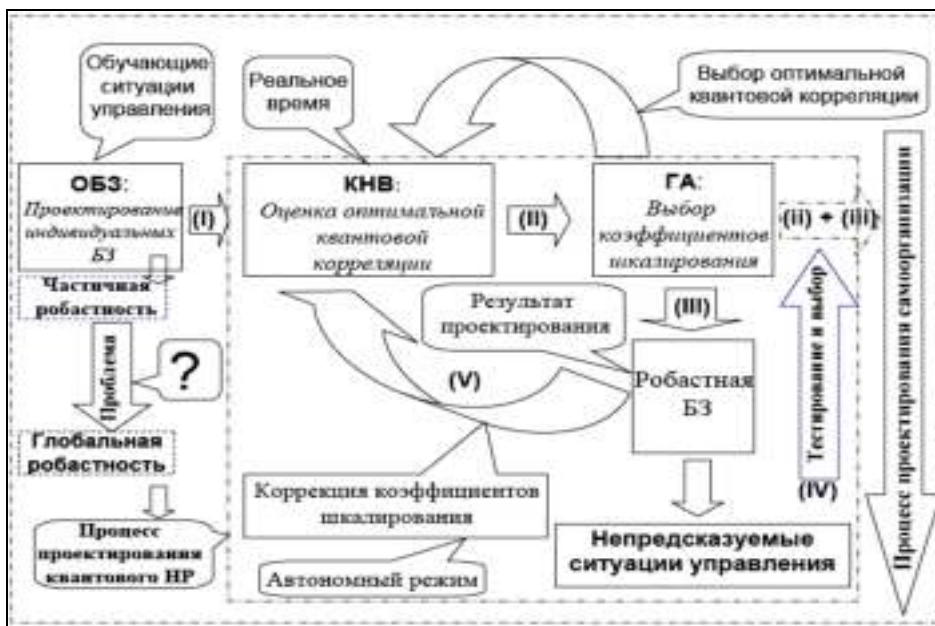 Обучающие
ситуации
управления
Реальное
время
Выбор оптимальной
квантовой корреляции
ОБЗ:
Проектирование
индивидуальных
БЗ
(I)
КНВ:
Оценка оптимальной
квантовой
корреляции
(II)
ГА:
Выбор
коэффициентов
шкалирования
(ii) + (iii)
Частичная
робастность
Проблема
?
Глобальная
робастность
Процесс
проектирования
квантового НР
Результат
проектирования
(III)
(V)
Робастная
БЗ
Тестирование и выбор
(IV)
Коррекция коэффициентов
шкалирования
Автономный режим
Непредсказуемые
ситуации управления
Процесс проектирования самоорганизации